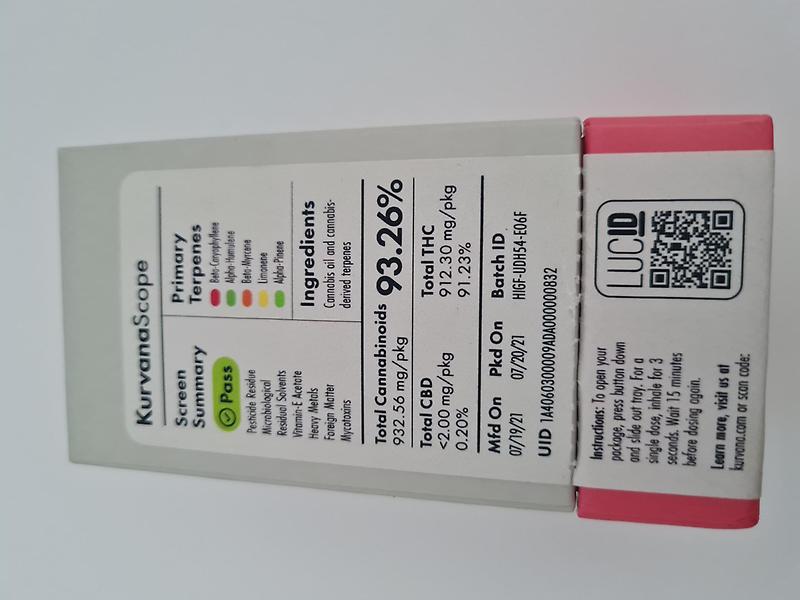 KurvanaScope
Screen
Summary
Pass
Pesticide Residue
Microbiological
Residual Solvents
Vitamin-E Acetate
Heavy Metals
Foreign Matter
Mycotoxins
Primary
Terpenes
Beta-Caryophyllene
Alpha-Humulene
Beta-Myrcene
Limonene
Alpha-Pinene
Ingredients
Cannabis oil and cannabis-
derived terpenes
Total Cannabinoids
932.56 mg/pkg
93.26%
Total CBD
<2.00 mg/pkg
0.20%
Total THC
912.30 mg/pkg
91.23%
Mfd On
07/19/21
Pkd On
07/20/21
Batch ID
HIGF-UDH54-E06F
UID 1A4060300009ADA000000832
Instructions: To open your
package, press button down
and slide out tray. For a
single dose, inhale for 3
seconds. Wait 15 minutes
before dosing again.
Learn more, visit us at
kurvana.com or scan code:
LUCID